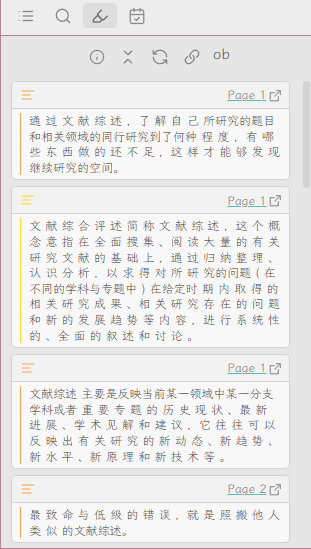 ob
Page 1
通过文献综述，了解自己所研究的题目
和相关领域的同行研究到了何种程度，有哪
些东西做的还不足，这样才能够发现
继续研究的空间。
Page 1
文献综合评述简称文献综述，这个概
念意指在全面搜集、阅读大量的有关
研究文献的基础上，通过归纳整理、
认识分析，以求得对所研究的问题（在
不同的学科与专题中）在给定时期内取得的
相关研究成果、相关研究存在的问题
和新的发展趋势等内容，进行系统性
的、全面的叙述和讨论。
Page 1
文献综述 主要是反映当前某一领域中某一分支
学科或者重要专题的历史现状、最新
进展、学术见解和建议，它往往可以
反映出有关研究的新动态、新趋势、
新水平、新原理和新技术等。
Page 2
最致命与低级的错误，就是照搬他人
类似的文献综述。